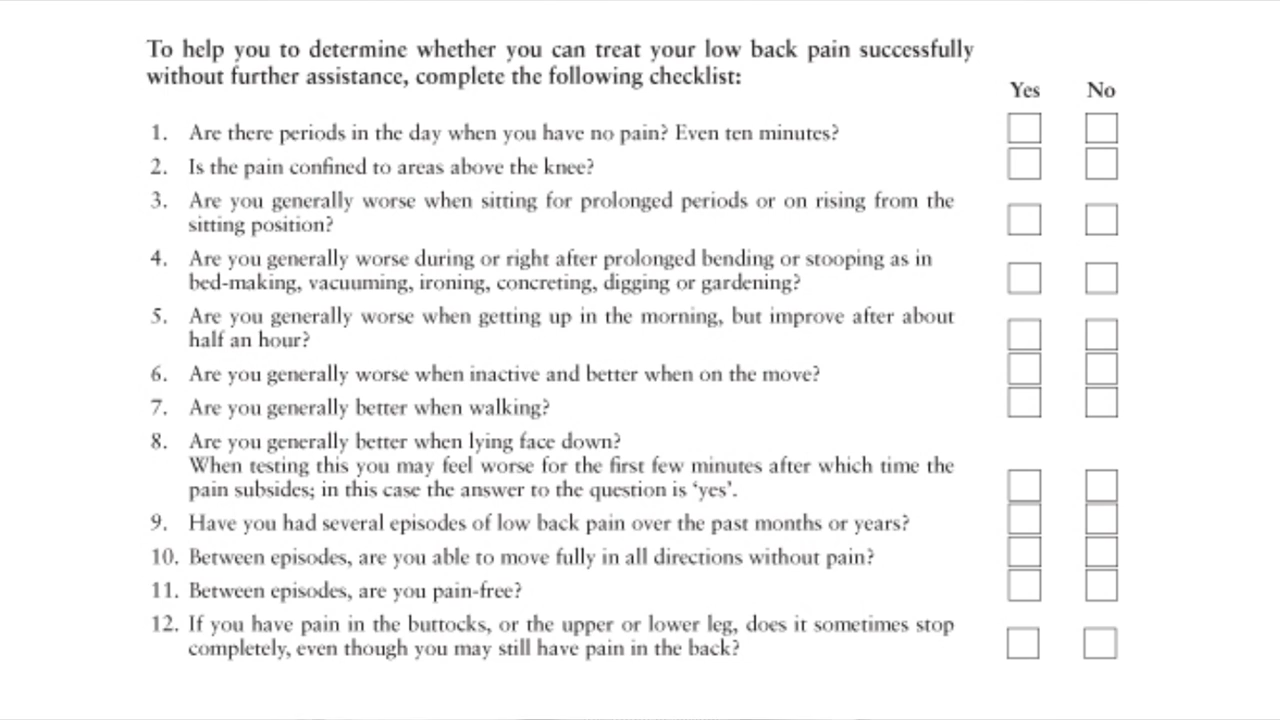 To help you to determine whether you can treat your low back pain successfully
without further assistance, complete the following checklist:
Yes No
1. Are there periods in the day when you have no pain? Even ten minutes?
2. Is the pain confined to areas above the knee?
3. Are you generally worse when sitting for prolonged periods or on rising from the
sitting position?
4. Are you generally worse during or right after prolonged bending or stooping as in
bed-making, vacuuming, ironing, concreting, digging or gardening?
5. Are you generally worse when getting up in the morning, but improve after about
half an hour?
6. Are you generally worse when inactive and better when on the move?
7. Are you generally better when walking?
8. Are you generally better when lying face down?
When testing this you may feel worse for the first few minutes after which time the
pain subsides; in this case the answer to the question is ‘yes’.
9. Have you had several episodes of low back pain over the past months or years?
10. Between episodes, are you able to move fully in all directions without pain?
11. Between episodes, are you pain-free?
12. If you have pain in the buttocks, or the upper or lower leg, does it sometimes stop
completely, even though you may still have pain in the back?